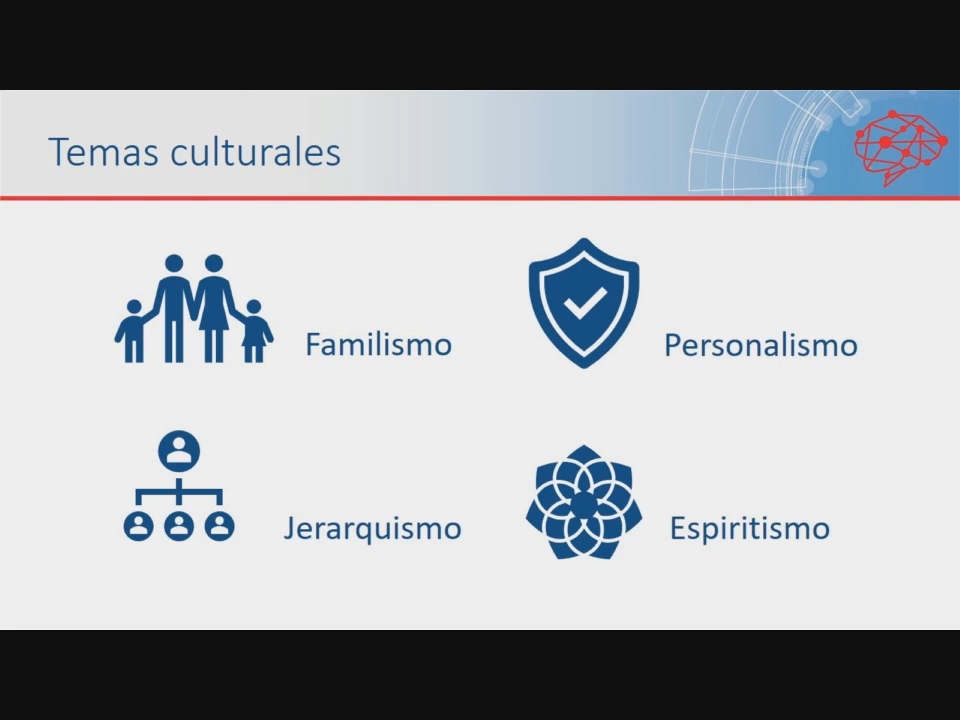 Temas culturales
Familismo
Personalismo
Jerarquismo
Espiritismo